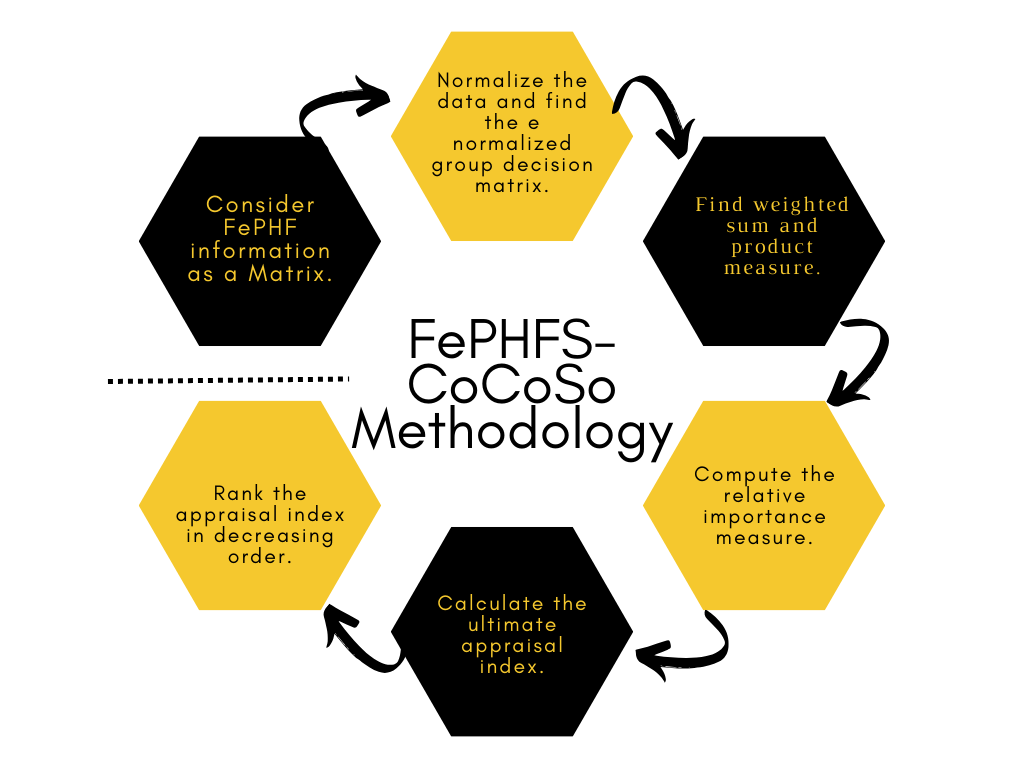 Normalize the
data and find
the e
normalized
group decision
matrix.
Consider
FePHF
information
as a Matrix.
Find weighted
sum and
product
measure.
FePHFS-
CoCoSo
Methodology
Compute the
relative
importance
measure.
Calculate the
ultimate
appraisal
index.
Rank the
appraisal index
in decreasing
order.